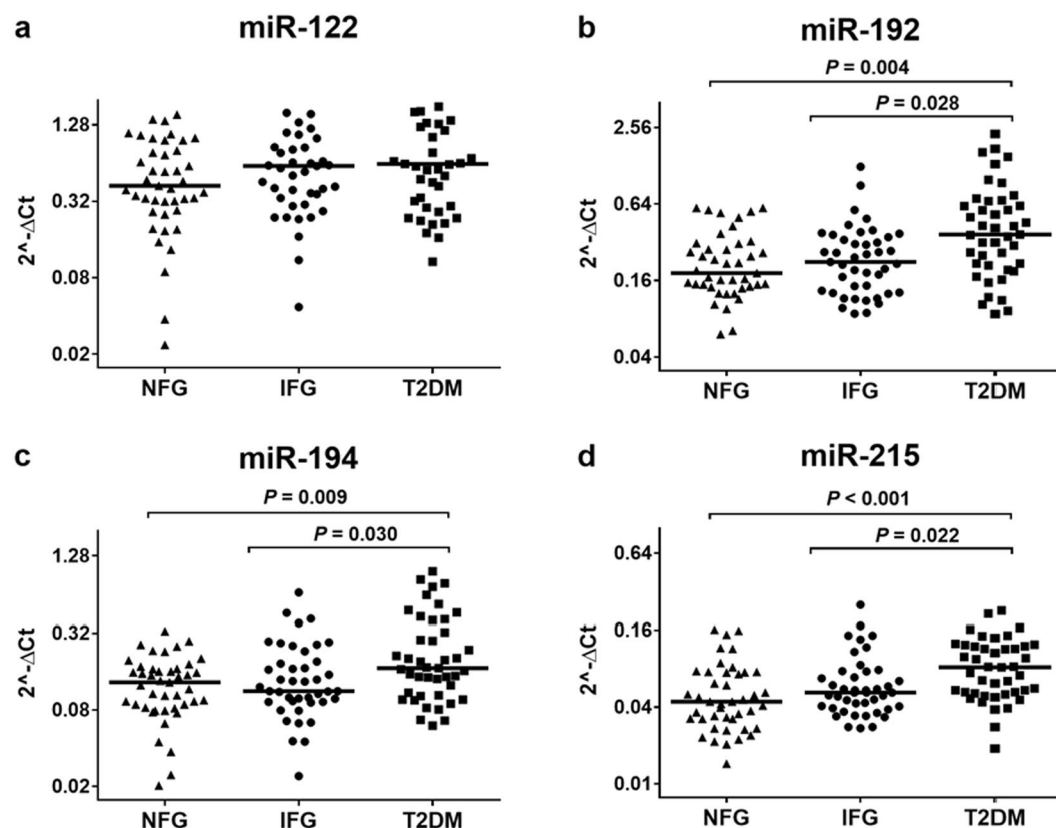 a
miR-122
2^-ΔCt
1.28
0.32
0.08
0.02
NFG IFG T2DM
b
miR-192
P = 0.004
P = 0.028
2^-ΔCt
2.56
0.64
0.16
0.04
NFG IFG T2DM
c
miR-194
P = 0.009
P = 0.030
2^-ΔCt
1.28
0.32
0.08
0.02
NFG IFG T2DM
d
miR-215
P < 0.001
P = 0.022
2^-ΔCt
0.64
0.16
0.04
0.01
NFG IFG T2DM